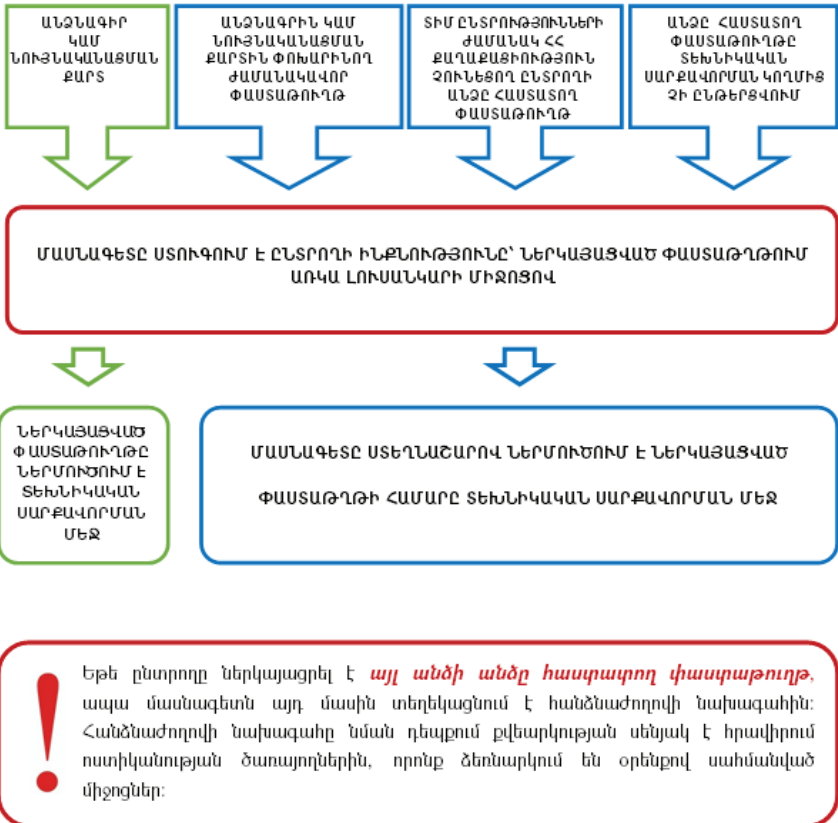 ԱՆՁՆԱԳԻՐ
ԿԱՄ
ՆՈՒՅՆԱԿԱՆԱՑՄԱՆ
ՔԱՐՏ
ԱՆՁՆԱԳՐԻՆ ԿԱՄ
ՆՈՒՅՆԱԿԱՆԱՑՄԱՆ
ՔԱՐՏԻՆ ՓՈԽԱՐԻՆՈՂ
ԺԱՄԱՆԱԿԱՎՈՐ
ՓԱՍՏԱԹՈՒՂԹ
ՏԻՄ ԸՆՏՐՈՒԹՅՈՒՆՆԵՐԻ
ԺԱՄԱՆԱԿ ՀՀ
ՔԱՂԱՔԱՑԻՈՒԹՅՈՒՆ
ՉՈՒՆԵՑՈՂ ԸՆՏՐՈՂԻ
ԱՆՁԸ ՀԱՍՏԱՏՈՂ
ՓԱՍՏԱԹՈՒՂԹ
ԱՆՁԸ ՀԱՍՏԱՏՈՂ
ՓԱՍՏԱԹՈՒՂԹԸ
ՏԵԽՆԻԿԱԿԱՆ
ՍԱՐՔԱՎՈՐՄԱՆ ԿՈՂՄԻՑ
ՉԻ ԸՆԹԵՐՑՎՈՒՄ
ՄԱՍՆԱԳԵՏԸ ՍՏՈՒԳՈՒՄ Է ԸՆՏՐՈՂԻ ԻՆՔՆՈՒԹՅՈՒՆԸ՝ ՆԵՐԿԱՅԱՑՎԱԾ ՓԱՍՏԱԹՂԹՈՒՄ
ԱՌԿԱ ԼՈՒՍԱՆԿԱՐԻ ՄԻՋՈՑՈՎ
ՆԵՐԿԱՅԱՑՎԱԾ
ՓԱՍՏԱԹՈՒՂԹԸ
ՆԵՐՄՈՒԾՈՒՄ Է
ՏԵԽՆԻԿԱԿԱՆ
ՍԱՐՔԱՎՈՐՄԱՆ
ՄԵՋ
ՄԱՍՆԱԳԵՏԸ ՍՏԵՂՆԱՇԱՐՈՎ ՆԵՐՄՈՒԾՈՒՄ Է ՆԵՐԿԱՅԱՑՎԱԾ
ՓԱՍՏԱԹՂԹԻ ՀԱՄԱՐԸ ՏԵԽՆԻԿԱԿԱՆ ՍԱՐՔԱՎՈՐՄԱՆ ՄԵՋ
Եթե ընտրողը ներկայացրել է այլ անձի անձը հաստատող փաստաթուղթ,
ապա մասնագետն այդ մասին տեղեկացնում է հանձնաժողովի նախագահին:
Հանձնաժողովի նախագահը նման դեպքում քվեարկության սենյակ է հրավիրում
ոստիկանության ծառայողներին, որոնք ձեռնարկում են օրենքով սահմանված
միջոցներ: